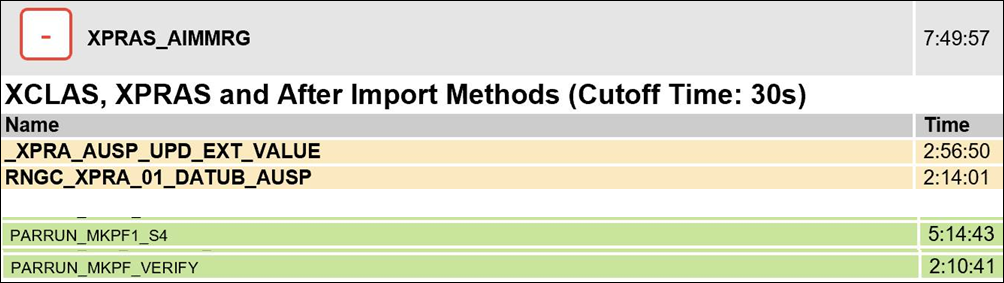 - XPRAS_AIMMRG 7:49:57
XCLAS, XPRAS and After Import Methods (Cutoff Time: 30s)
Name Time
_XPRA_AUSP_UPD_EXT_VALUE 2:56:50
RNGC_XPRA_01_DATUB_AUSP 2:14:01
PARRUN_MKPF1_S4 5:14:43
PARRUN_MKPF_VERIFY 2:10:41